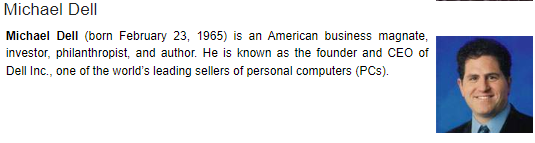 Michael Dell
Michael Dell (born February 23, 1965) is an American business magnate,
investor, philanthropist, and author. He is known as the founder and CEO of
Dell Inc., one of the world’s leading sellers of personal computers (PCs).